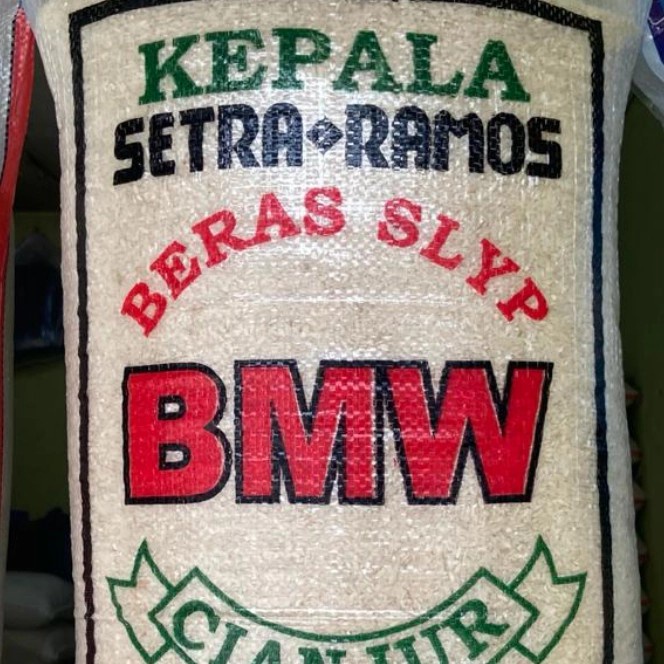 KEPALA
SETRA RAMOS
BERAS SLYP
BMW
CIANJUR